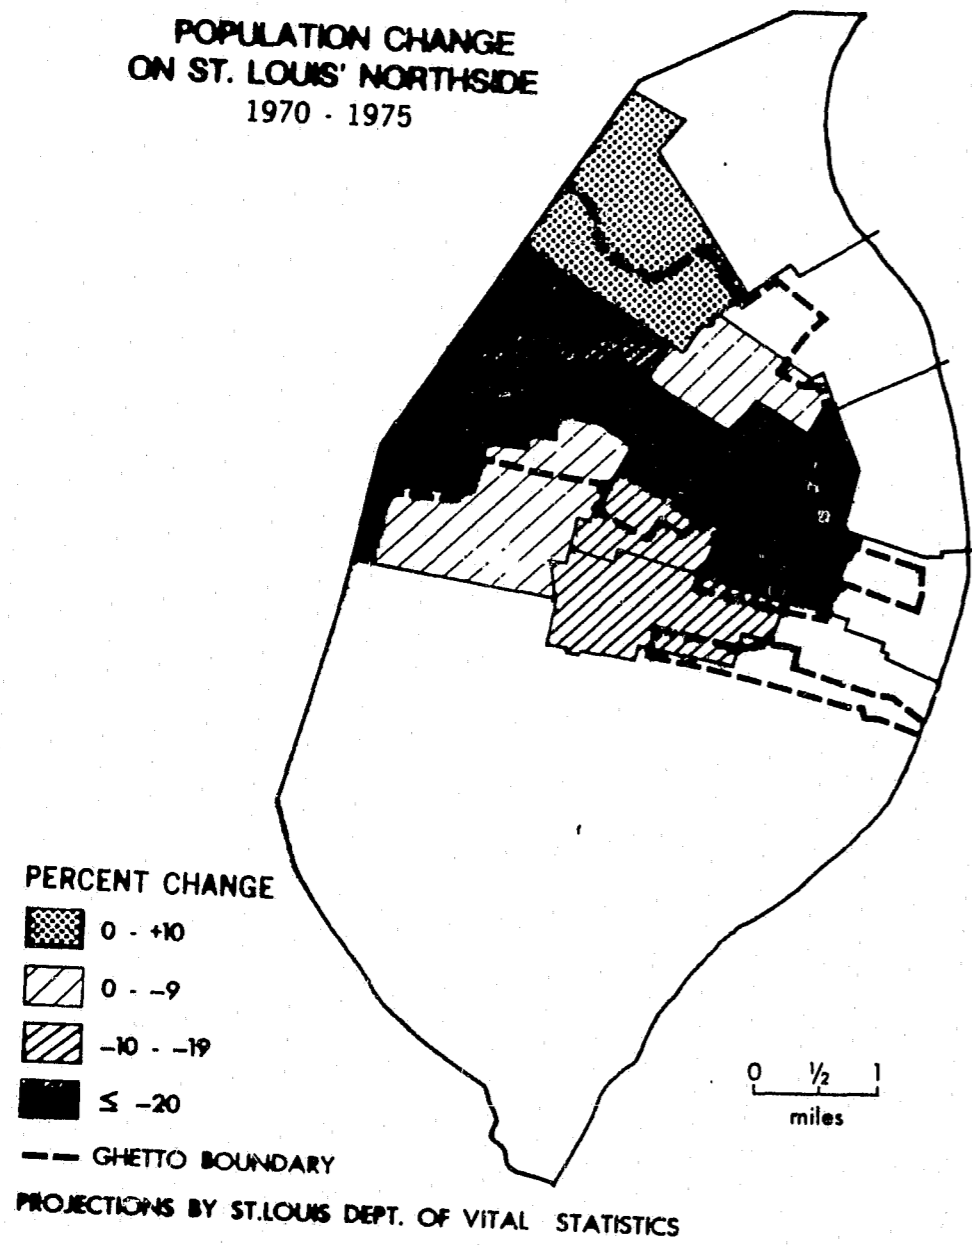 POPULATION CHANGE
ON ST. LOUIS' NORTHSIDE
1970 - 1975
PERCENT CHANGE
0 - +10
0 - -9
-10 - -19
≤ -20
GHETTO BOUNDARY
PROJECTIONS BY ST.LOUIS DEPT. OF VITAL STATISTICS
0 ½ 1
miles